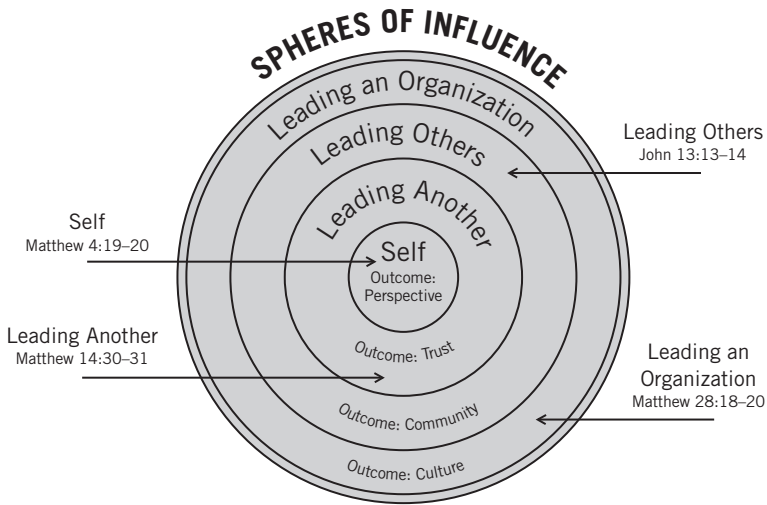 SPHERES OF INFLUENCE
Leading an Organization
Leading Others
Leading Another
Self
Outcome:
Perspective
Outcome: Trust
Outcome: Community
Outcome: Culture
Self
Matthew 4:19–20
Leading Another
Matthew 14:30–31
Leading Others
John 13:13–14
Leading an
Organization
Matthew 28:18–20